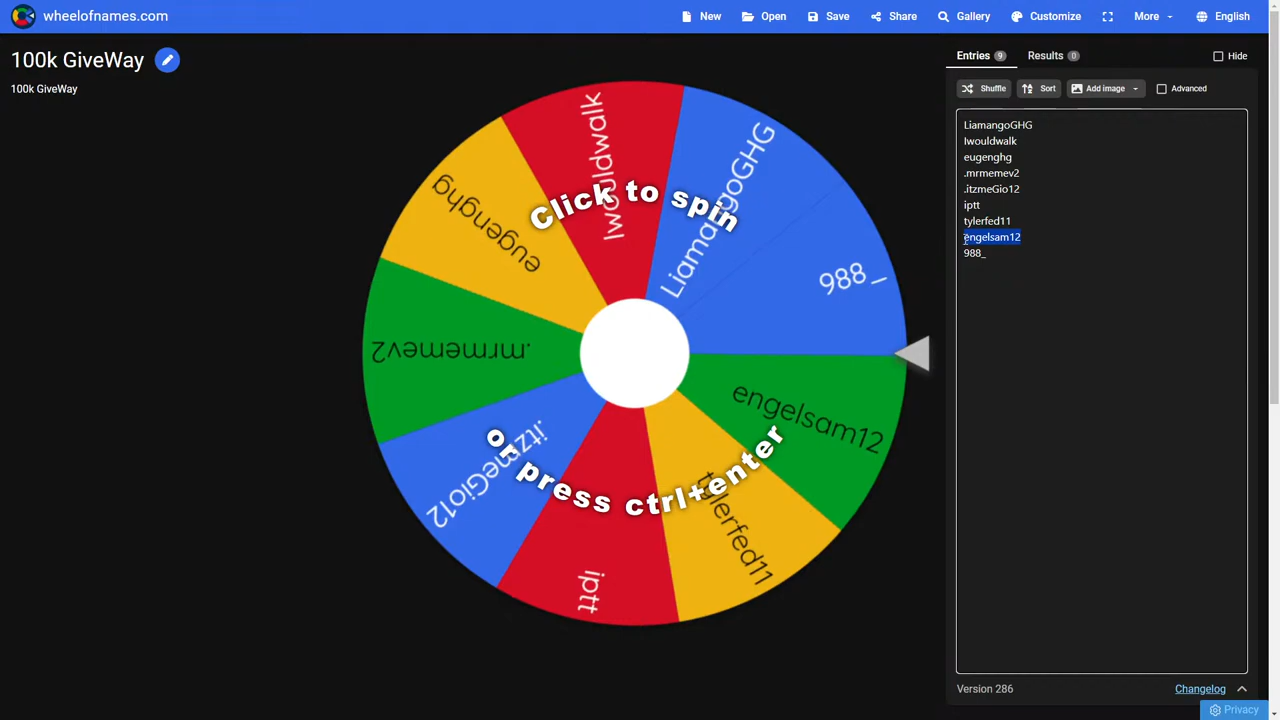 wheelofnames.com
New
Open
Save
Share
Gallery
Customize
More
English
100k GiveWay
100k GiveWay
Entries 9
Results 0
Hide
Shuffle
Sort
Add image
Advanced
LiamangoGHG
Iwouldwalk
eugenghg
.mrmemev2
.itzmeGio12
iptt
tylerfed11
engelsam12
988_
Click to spin
or press ctrl+enter
Iwouldwalk
LiamangoGHG
988_
engelsam12
tylerfed11
iptt
.itzmeGio12
.mrmemev2
eugenghg
Version 286
Changelog
Privacy